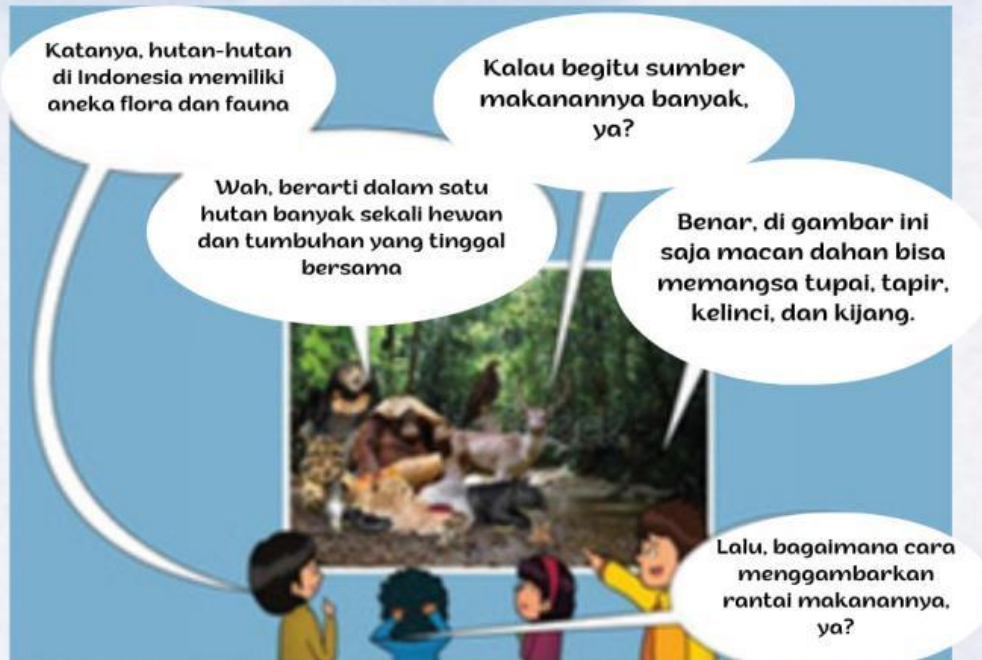 Katanya, hutan-hutan
di Indonesia memiliki
aneka flora dan fauna
Wah, berarti dalam satu
hutan banyak sekali hewan
dan tumbuhan yang tinggal
bersama
Kalau begitu sumber
makanannya banyak,
ya?
Benar, di gambar ini
saja macan dahan bisa
memangsa tupai, tapir,
kelinci, dan kijang.
Lalu, bagaimana cara
menggambarkan
rantai makanannya,
ya?